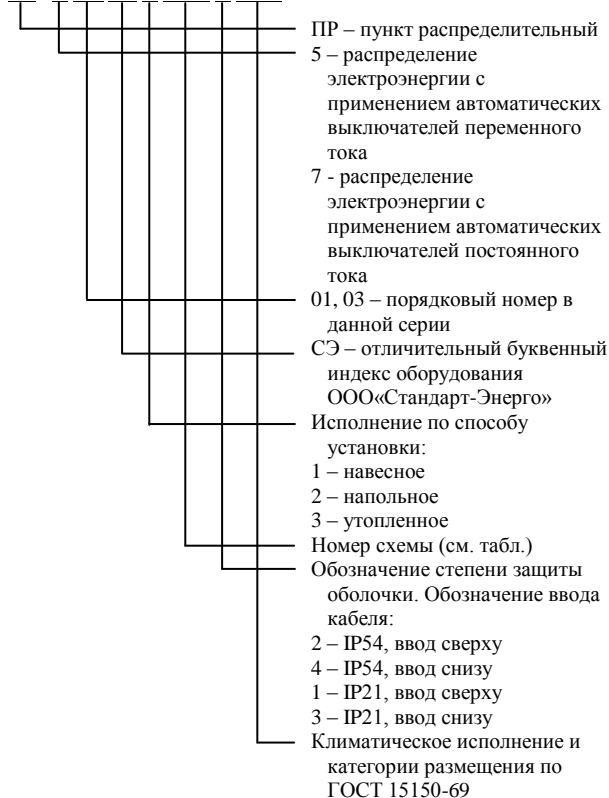 ПР – пункт распределительный
5 – распределение
электроэнергии с
применением автоматических
выключателей переменного
тока
7 - распределение
электроэнергии с
применением автоматических
выключателей постоянного
тока
01, 03 – порядковый номер в
данной серии
СЭ – отличительный буквенный
индекс оборудования
ООО«Стандарт-Энерго»
Исполнение по способу
установки:
1 – навесное
2 – напольное
3 – утопленное
Номер схемы (см. табл.)
Обозначение степени защиты
оболочки. Обозначение ввода
кабеля:
2 – IP54, ввод сверху
4 – IP54, ввод снизу
1 – IP21, ввод сверху
3 – IP21, ввод снизу
Климатическое исполнение и
категории размещения по
ГОСТ 15150-69